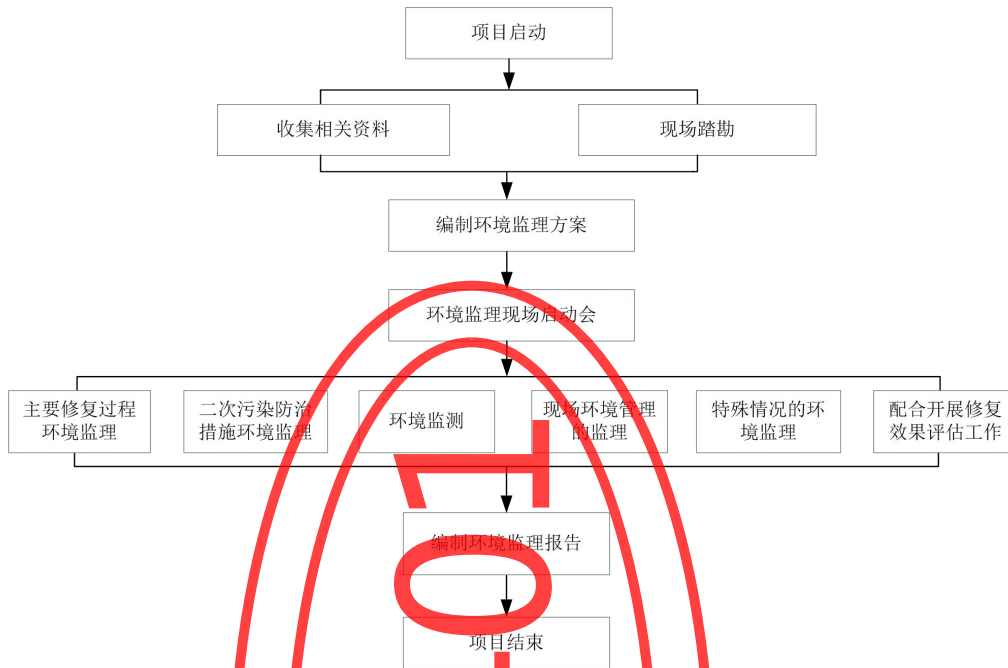 项目启动
收集相关资料
现场踏勘
编制环境监理方案
环境监理现场启动会
主要修复过程
环境监理
二次污染防治
措施环境监理
环境监测
现场环境管理
的监理
特殊情况的环
境监理
配合开展修复
效果评估工作
编制环境监理报告
项目结束
10